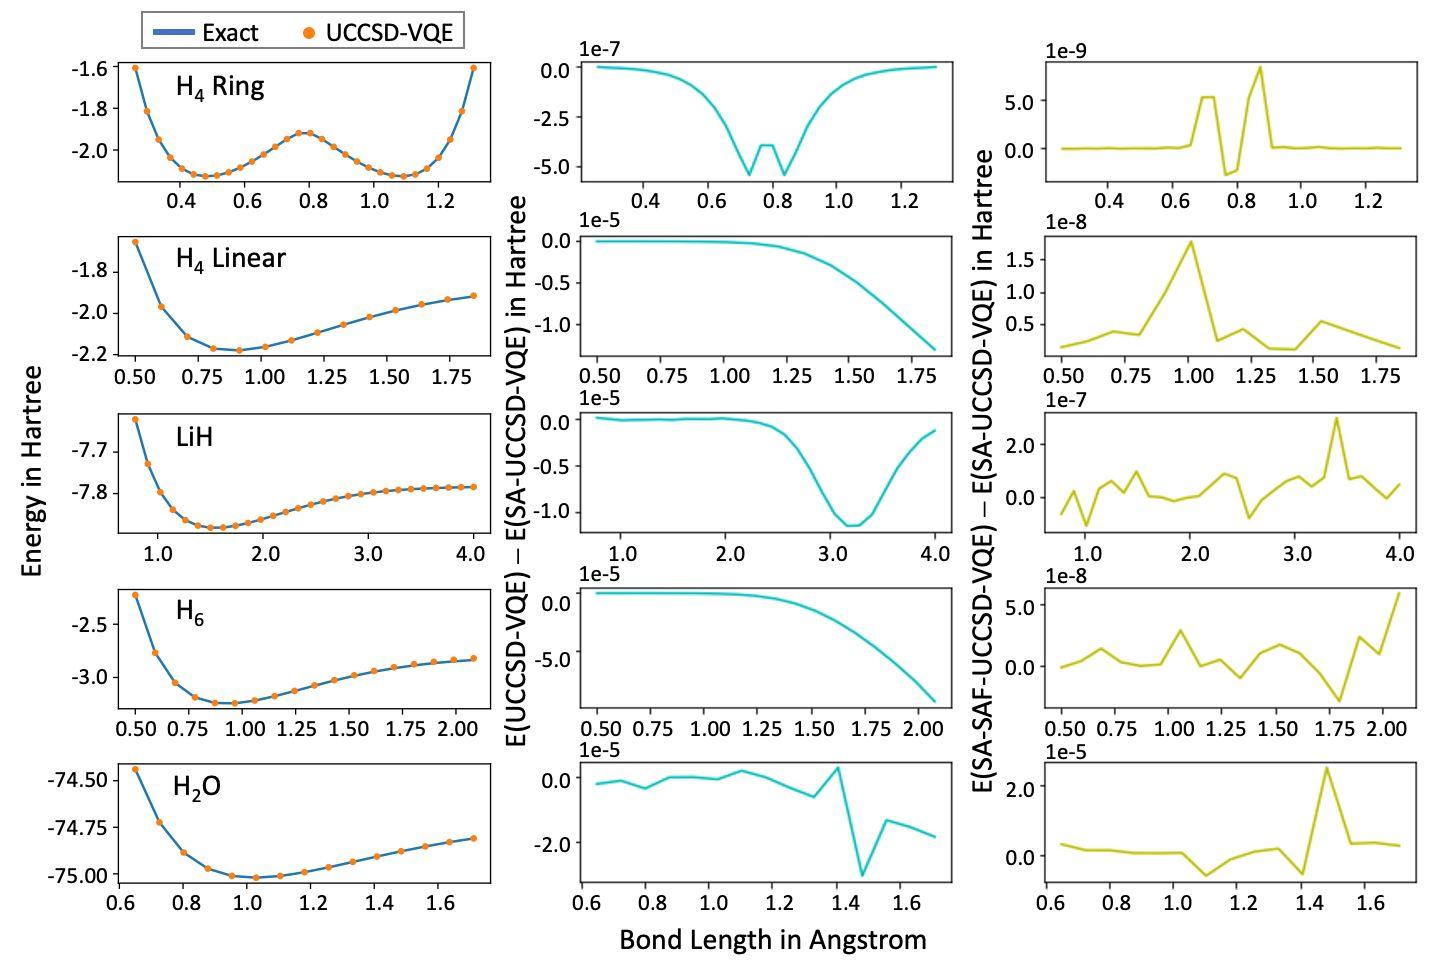 Exact UCCSD-VQE
1e-7 1e-9
H4 Ring
-1.6
-1.8
-2.0
0.4 0.6 0.8 1.0 1.2
0.0
-2.5
-5.0
0.4 0.6 0.8 1.0 1.2
5.0
0.0
0.4 0.6 0.8 1.0 1.2
H4 Linear
-1.8
-2.0
-2.2
0.50 0.75 1.00 1.25 1.50 1.75
1e-5
0.0
-0.5
-1.0
0.50 0.75 1.00 1.25 1.50 1.75
1e-8
1.5
1.0
0.5
0.50 0.75 1.00 1.25 1.50 1.75
LiH
-7.7
-7.8
1.0 2.0 3.0 4.0
1e-5
0.0
-0.5
-1.0
1.0 2.0 3.0 4.0
1e-7
2.0
0.0
1.0 2.0 3.0 4.0
H6
-2.5
-3.0
0.50 0.75 1.00 1.25 1.50 1.75 2.00
1e-5
0.0
-5.0
0.50 0.75 1.00 1.25 1.50 1.75 2.00
1e-8
5.0
0.0
0.50 0.75 1.00 1.25 1.50 1.75 2.00
H2O
-74.50
-74.75
-75.00
0.6 0.8 1.0 1.2 1.4 1.6
1e-5
0.0
-2.0
0.6 0.8 1.0 1.2 1.4 1.6
1e-5
2.0
0.0
0.6 0.8 1.0 1.2 1.4 1.6
Energy in Hartree
E(UCCSD-VQE) – E(SA-UCCSD-VQE) in Hartree
E(SA-SAF-UCCSD-VQE) – E(SA-UCCSD-VQE) in Hartree
Bond Length in Angstrom